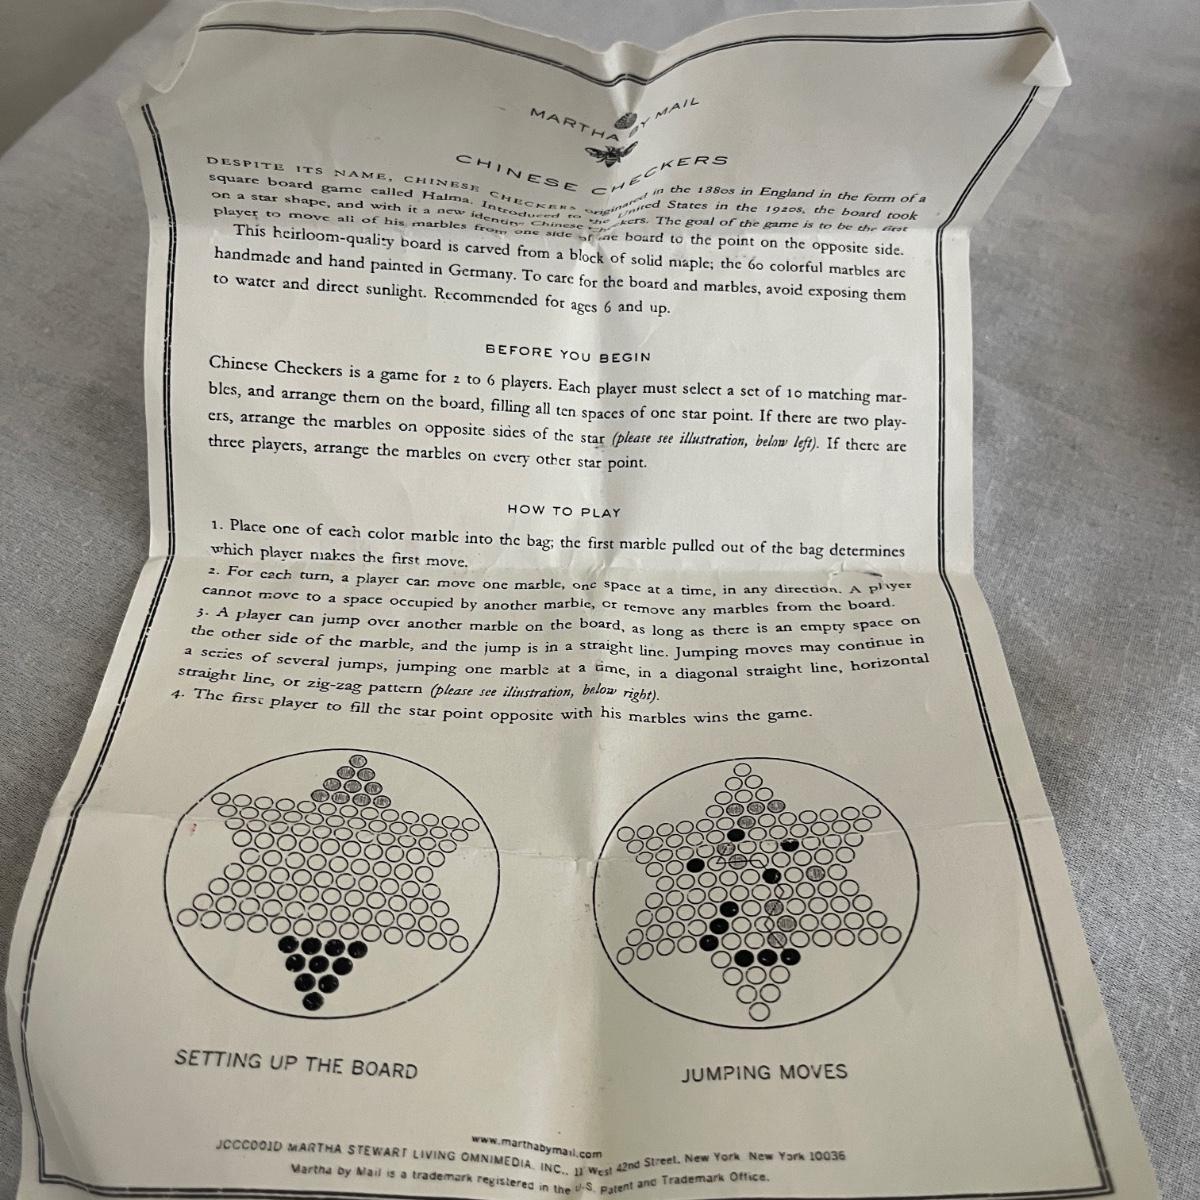 MARTHA BY MAIL
CHINESE CHECKERS
DESPITE ITS NAME, CHINESE CHECKERS originated in the 1880s in England in the form of a
square board game called Halma. Introduced to the United States in the 1920s, the board took
on a star shape, and with it a new identity: Chinese Checkers. The goal of the game is to be the first
player to move all of his marbles from one side of the board to the point on the opposite side.
This heirloom-quality board is carved from a block of solid maple; the 60 colorful marbles are
handmade and hand painted in Germany. To care for the board and marbles, avoid exposing them
to water and direct sunlight. Recommended for ages 6 and up.
BEFORE YOU BEGIN
Chinese Checkers is a game for 2 to 6 players. Each player must select a set of 10 matching mar-
bles, and arrange them on the board, filling all ten spaces of one star point. If there are two play-
ers, arrange the marbles on opposite sides of the star (please see illustration, below left). If there are
three players, arrange the marbles on every other star point.
HOW TO PLAY
1. Place one of each color marble into the bag; the first marble pulled out of the bag determines
which player makes the first move.
2. For each turn, a player can move one marble, one space at a time, in any direction. A player
cannot move to a space occupied by another marble, or remove any marbles from the board.
3. A player can jump over another marble on the board, as long as there is an empty space on
the other side of the marble, and the jump is in a straight line. Jumping moves may continue in
a series of several jumps, jumping one marble at a time, in a diagonal straight line, horizontal
straight line, or zig-zag pattern (please see illustration, below right).
4. The first player to fill the star point opposite with his marbles wins the game.
SETTING UP THE BOARD
JUMPING MOVES
www.marthabymail.com
JCCC001D MARTHA STEWART LIVING OMNIMEDIA, INC., 11 West 42nd Street, New York New York 10036
Martha by Mail is a trademark registered in the U.S. Patent and Trademark Office.